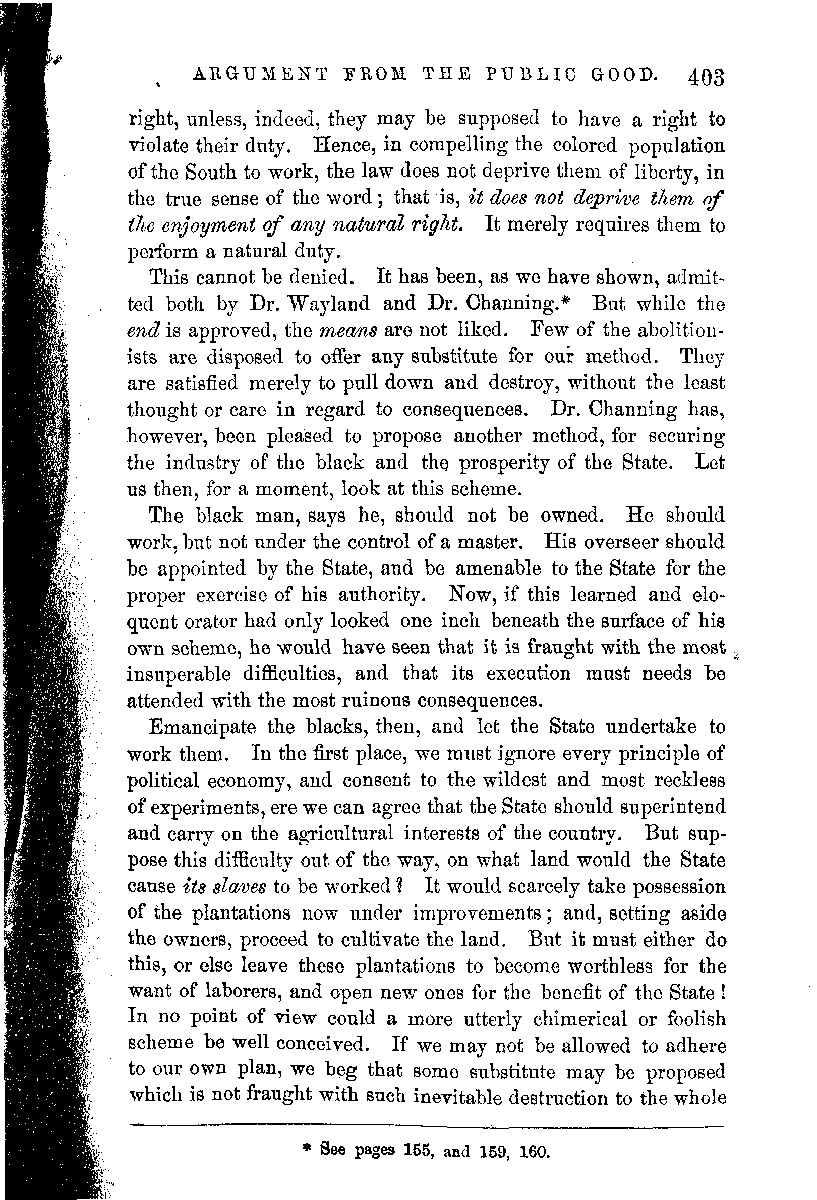 ARGUMENT FROM THE PUBLIC GOOD. 403
right, unless, indeed, they may be supposed to have a right to
violate their duty. Hence, in compelling the colored population
of the South to work, the law does not deprive them of liberty, in
the true sense of the word; that is, it does not deprive them of
the enjoyment of any natural right. It merely requires them to
perform a natural duty.
This cannot be denied. It has been, as we have shown, admit-
ted both by Dr. Wayland and Dr. Channing.* But while the
end is approved, the means are not liked. Few of the abolition-
ists are disposed to offer any substitute for our method. They
are satisfied merely to pull down and destroy, without the least
thought or care in regard to consequences. Dr. Channing has,
however, been pleased to propose another method, for securing
the industry of the black and the prosperity of the State. Let
us then, for a moment, look at this scheme.
The black man, says he, should not be owned. He should
work, but not under the control of a master. His overseer should
be appointed by the State, and be amenable to the State for the
proper exercise of his authority. Now, if this learned and elo-
quent orator had only looked one inch beneath the surface of his
own scheme, he would have seen that it is fraught with the most
insuperable difficulties, and that its execution must needs be
attended with the most ruinous consequences.
Emancipate the blacks, then, and let the State undertake to
work them. In the first place, we must ignore every principle of
political economy, and consent to the wildest and most reckless
of experiments, ere we can agree that the State should superintend
and carry on the agricultural interests of the country. But sup-
pose this difficulty out of the way, on what land would the State
cause its slaves to be worked? It would scarcely take possession
of the plantations now under improvements; and, setting aside
the owners, proceed to cultivate the land. But it must either do
this, or else leave these plantations to become worthless for the
want of laborers, and open new ones for the benefit of the State!
In no point of view could a more utterly chimerical or foolish
scheme be well conceived. If we may not be allowed to adhere
to our own plan, we beg that some substitute may be proposed
which is not fraught with such inevitable destruction to the whole
* See pages 155, and 159, 160.